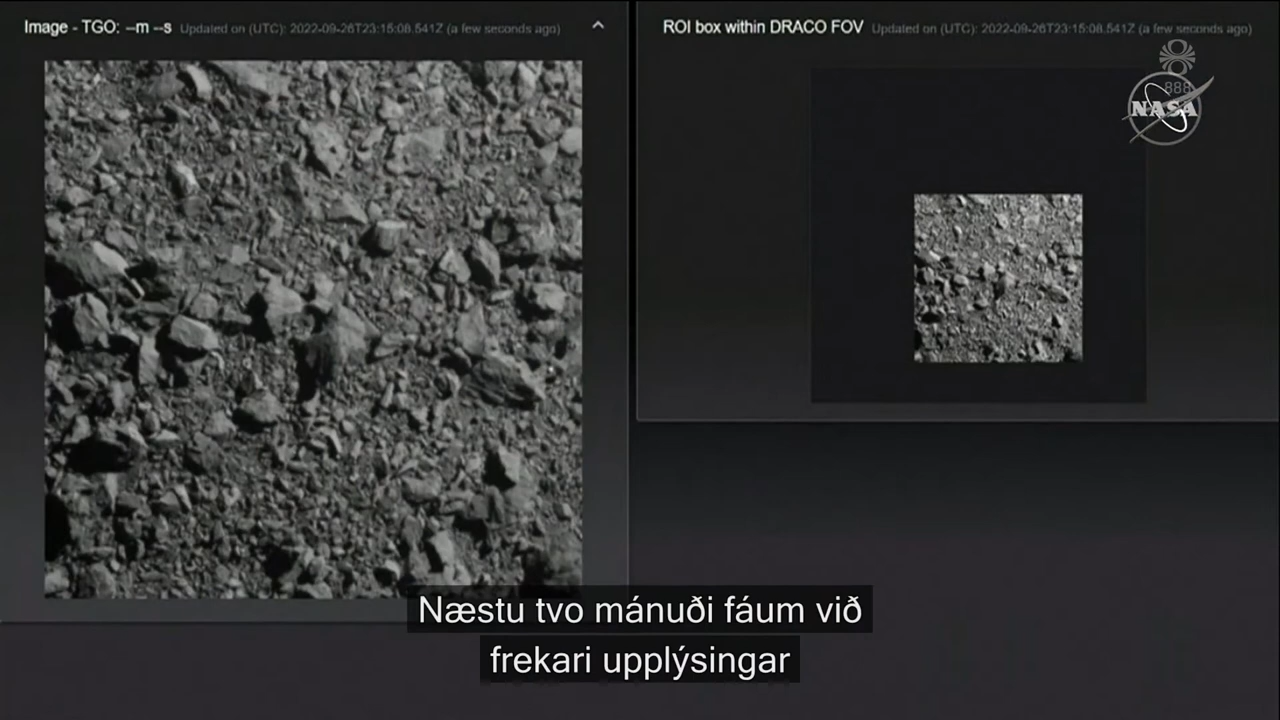 Image - TGO: --m --s Updated on (UTC): 2022-09-26T23:15:08.541Z (a few seconds ago)
ROI box within DRACO FOV Updated on (UTC): 2022-09-26T23:15:08.541Z (a few seconds ago)
888
NASA
Næstu tvo mánuði fáum við
frekari upplýsingar